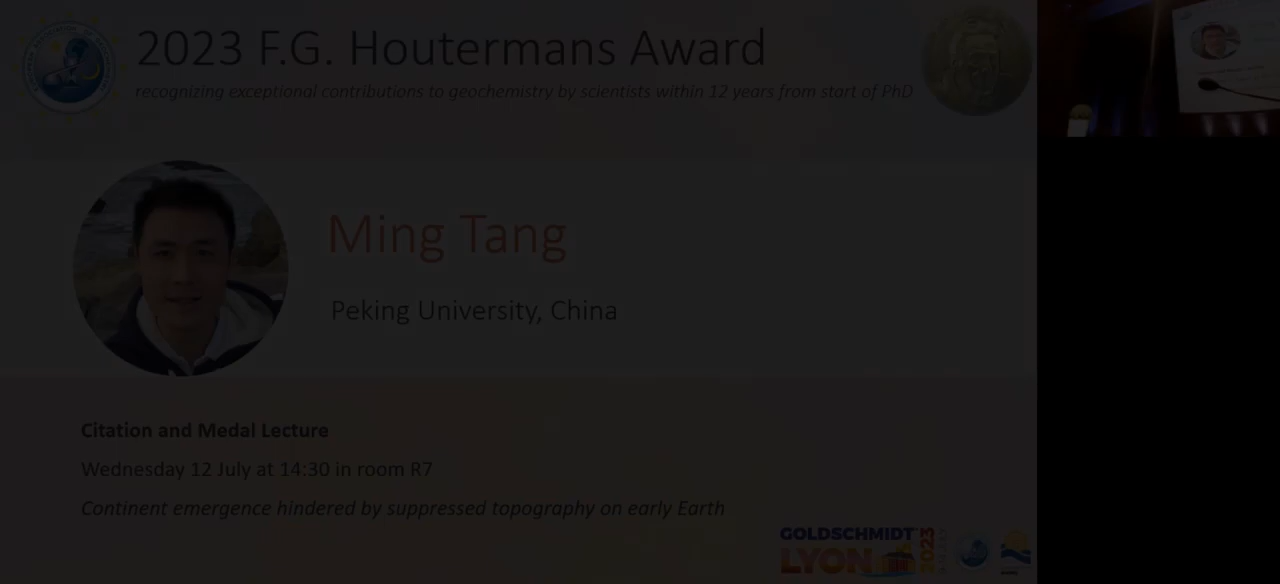 2023 F.G. Houtermans Award
recognizing exceptional contributions to geochemistry by scientists within 12 years from start of PhD
Ming Tang
Peking University, China
Citation and Medal Lecture
Wednesday 12 July at 14:30 in room R7
Continent emergence hindered by suppressed topography on early Earth
GOLDSCHMIDT
LYON
2023